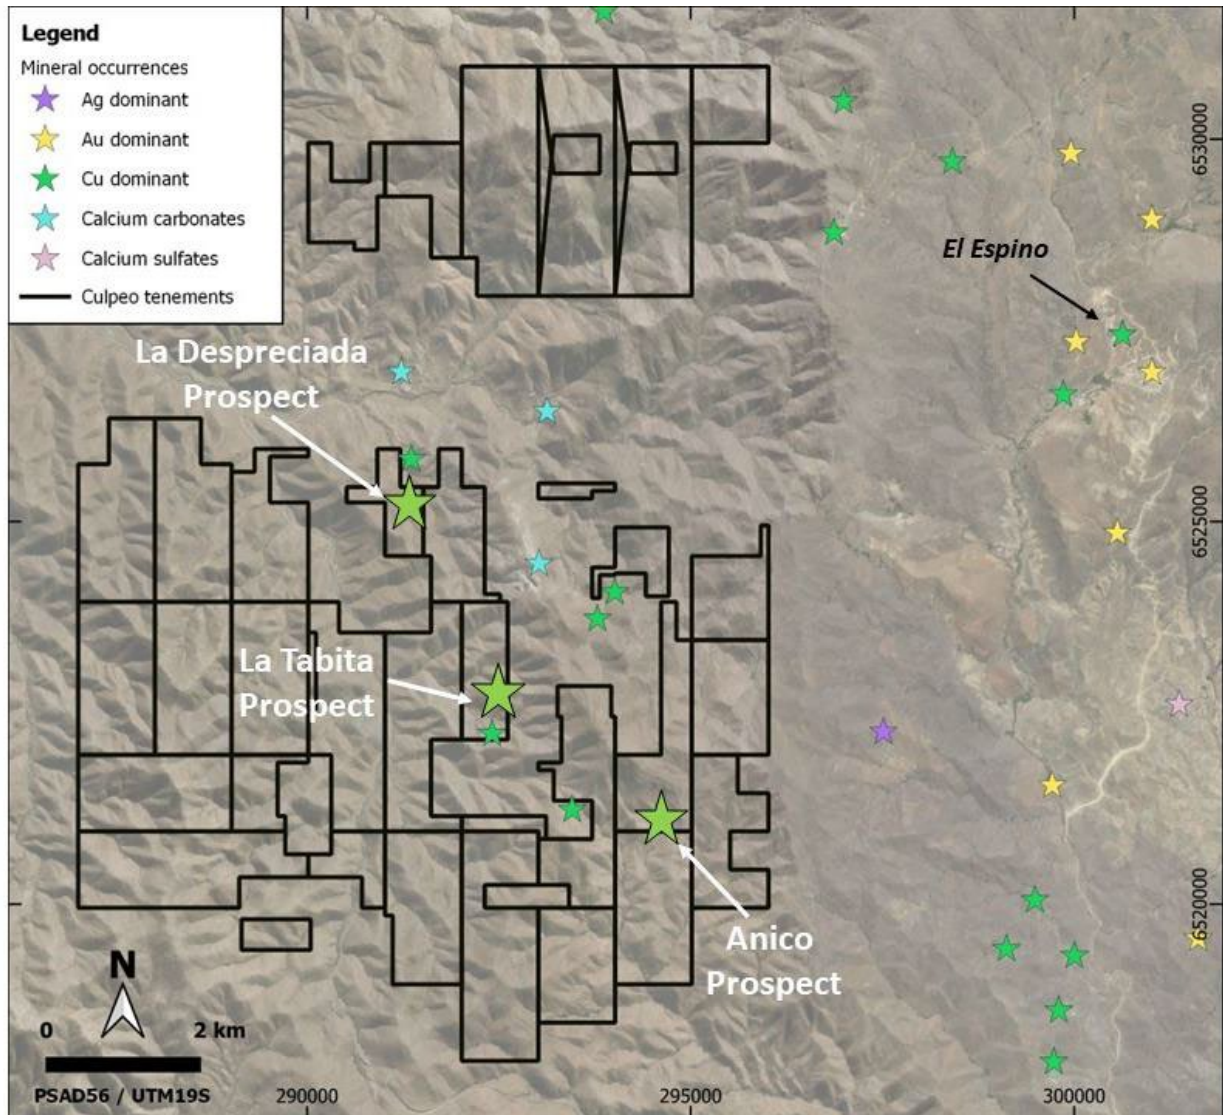 Legend
Mineral occurrences
Ag dominant
Au dominant
Cu dominant
Calcium carbonates
Calcium sulfates
Culpeo tenements
6530000
El Espino
La Despreciada
Prospect
6525000
La Tabita
Prospect
6520000
Anico
Prospect
N
0 2 km
PSAD56 / UTM19S
290000
295000
300000